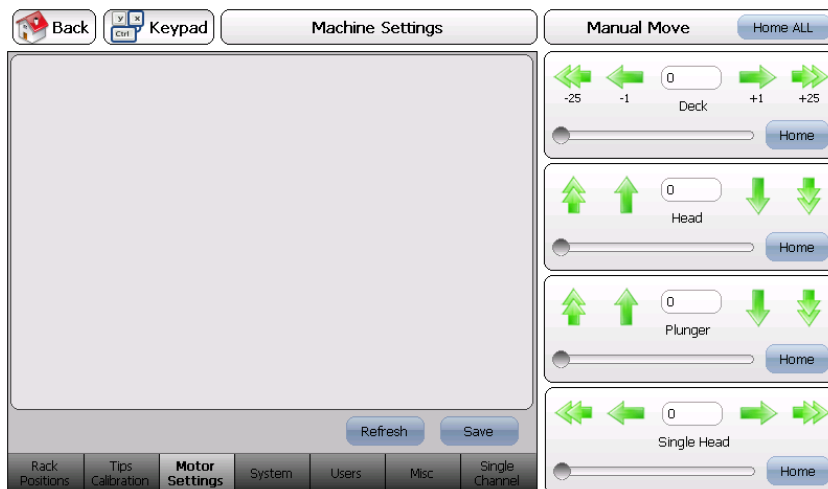 Back
y x Ctrl Keypad
Machine Settings
Manual Move
Home ALL
0
-25 -1 Deck +1 +25
Home
0
Head
Home
0
Plunger
Home
0
Single Head
Home
Refresh Save
Rack Positions
Tips Calibration
Motor Settings
System
Users
Misc
Single Channel